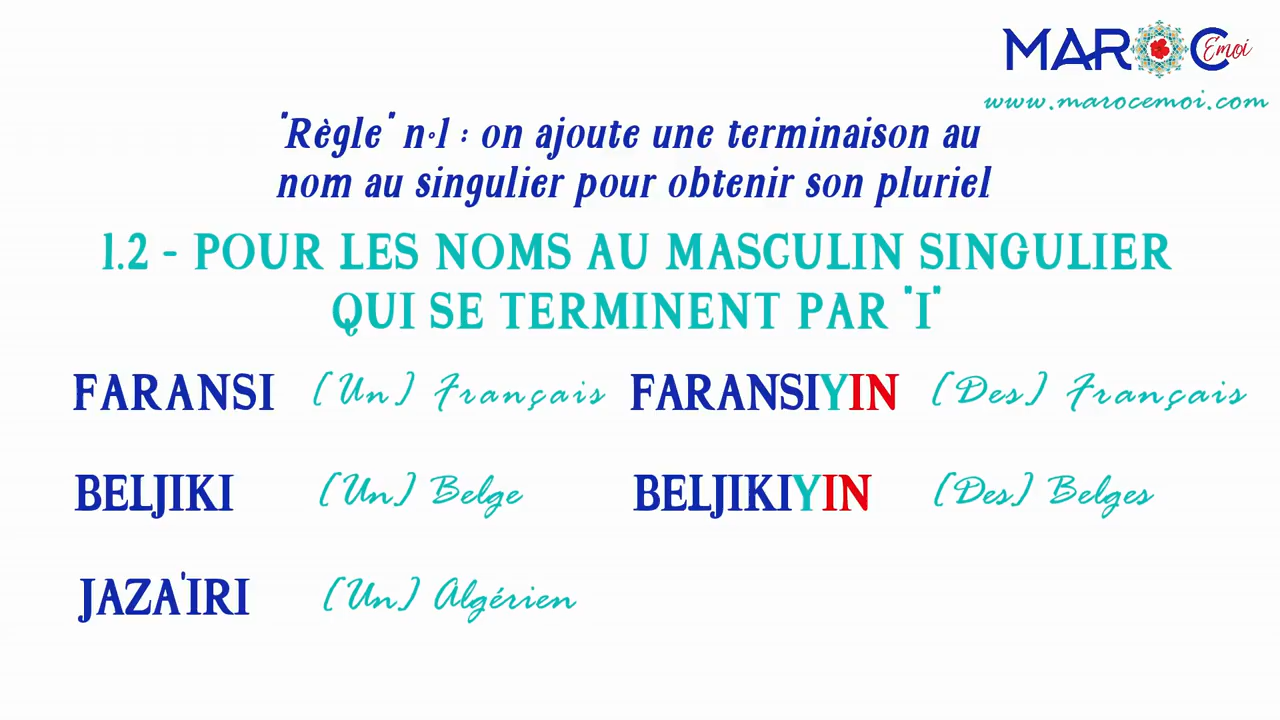 MAROC Emoi
www.marocemoi.com
"Règle" n°1 : on ajoute une terminaison au
nom au singulier pour obtenir son pluriel
1.2 - POUR LES NOMS AU MASCULIN SINGULIER
QUI SE TERMINENT PAR "I"
FARANSI (Un) Français FARANSIYIN (Des) Français
BELJIKI (Un) Belge BELJIKIYIN (Des) Belges
JAZA'IRI (Un) Algérien